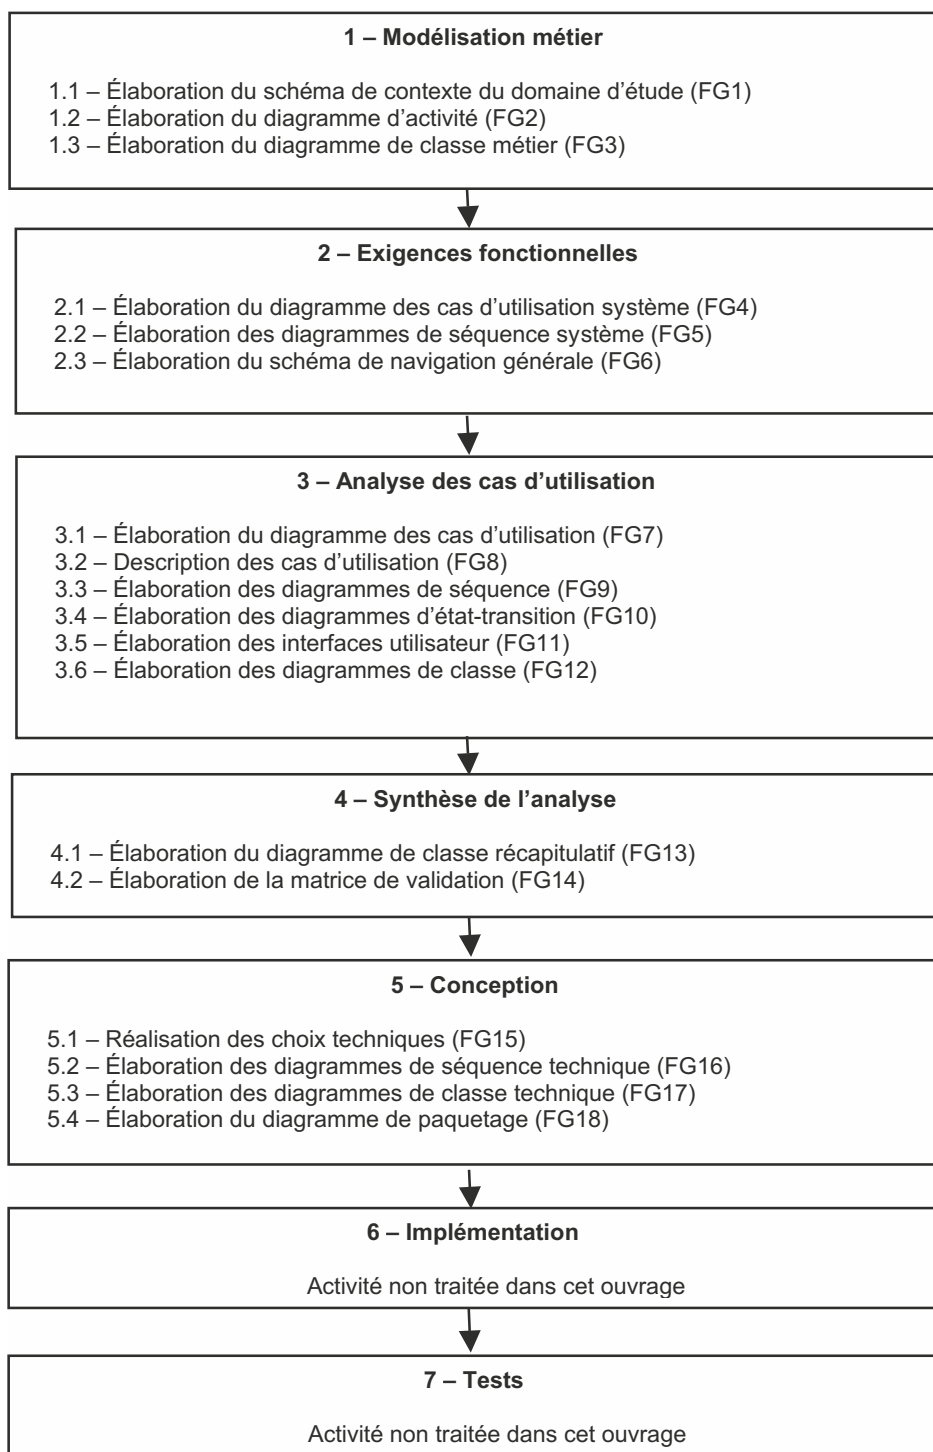 1 – Modélisation métier
1.1 – Élaboration du schéma de contexte du domaine d’étude (FG1)
1.2 – Élaboration du diagramme d’activité (FG2)
1.3 – Élaboration du diagramme de classe métier (FG3)
2 – Exigences fonctionnelles
2.1 – Élaboration du diagramme des cas d’utilisation système (FG4)
2.2 – Élaboration des diagrammes de séquence système (FG5)
2.3 – Élaboration du schéma de navigation générale (FG6)
3 – Analyse des cas d’utilisation
3.1 – Élaboration du diagramme des cas d’utilisation (FG7)
3.2 – Description des cas d’utilisation (FG8)
3.3 – Élaboration des diagrammes de séquence (FG9)
3.4 – Élaboration des diagrammes d’état-transition (FG10)
3.5 – Élaboration des interfaces utilisateur (FG11)
3.6 – Élaboration des diagrammes de classe (FG12)
4 – Synthèse de l’analyse
4.1 – Élaboration du diagramme de classe récapitulatif (FG13)
4.2 – Élaboration de la matrice de validation (FG14)
5 – Conception
5.1 – Réalisation des choix techniques (FG15)
5.2 – Élaboration des diagrammes de séquence technique (FG16)
5.3 – Élaboration des diagrammes de classe technique (FG17)
5.4 – Élaboration du diagramme de paquetage (FG18)
6 – Implémentation
Activité non traitée dans cet ouvrage
7 – Tests
Activité non traitée dans cet ouvrage